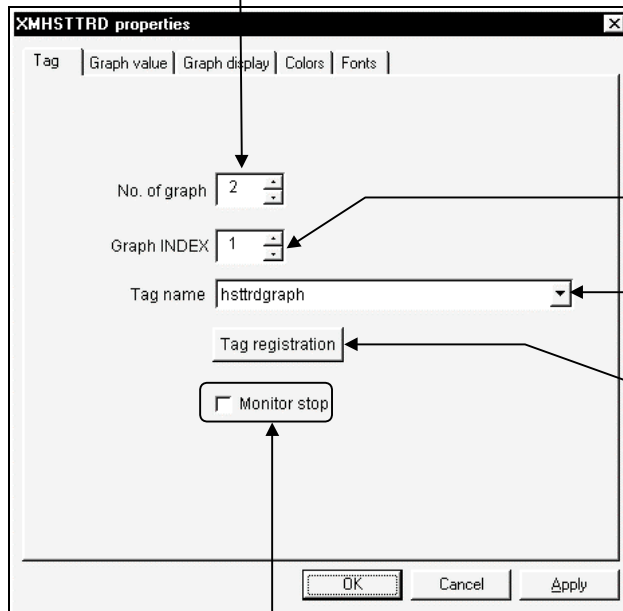 XMHSTTRD properties
Tag Graph value Graph display Colors Fonts
No. of graph 2
Graph INDEX 1
Tag name hsttrdgraph
Tag registration
Monitor stop
OK Cancel Apply